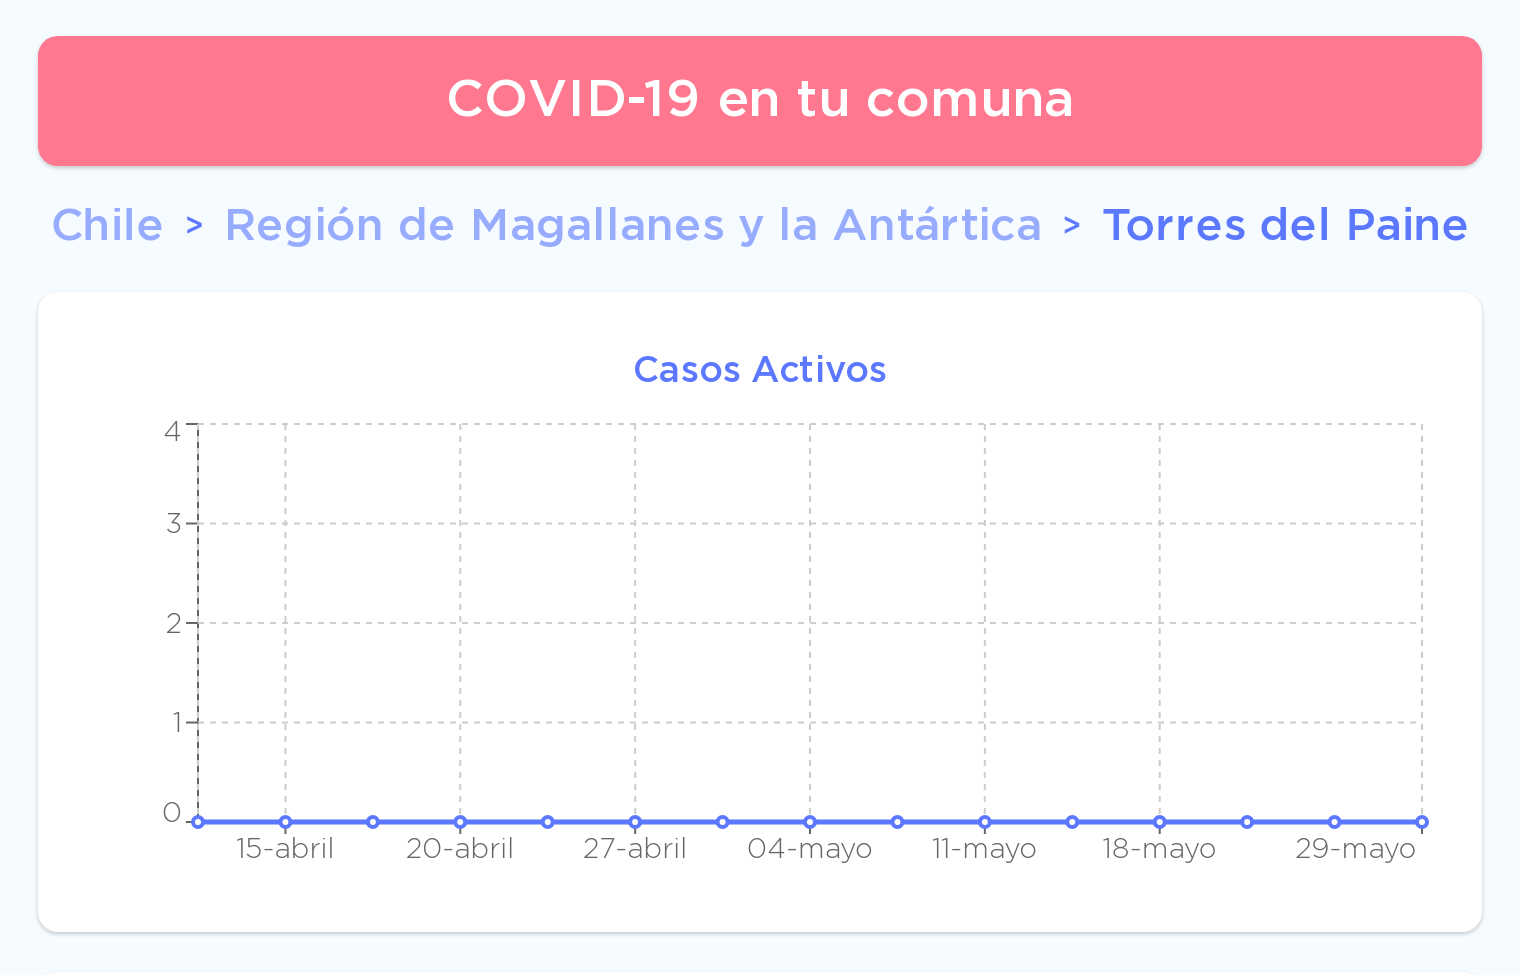 COVID-19 en tu comuna
Chile > Región de Magallanes y la Antártica > Torres del Paine
Casos Activos
4
3
2
1
0
15-abril 20-abril 27-abril 04-mayo 11-mayo 18-mayo 29-mayo